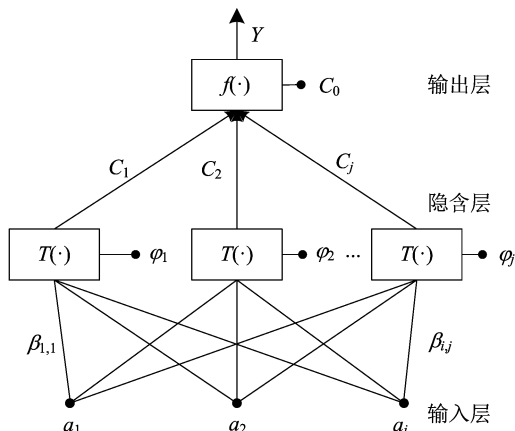 Y
f(·)
C₀
输出层
C₁
C₂
Cⱼ
隐含层
T(·)
φ₁
T(·)
φ₂
...
T(·)
φⱼ
β₁,₁
βᵢ,ⱼ
a₁
a₂
aᵢ
输入层